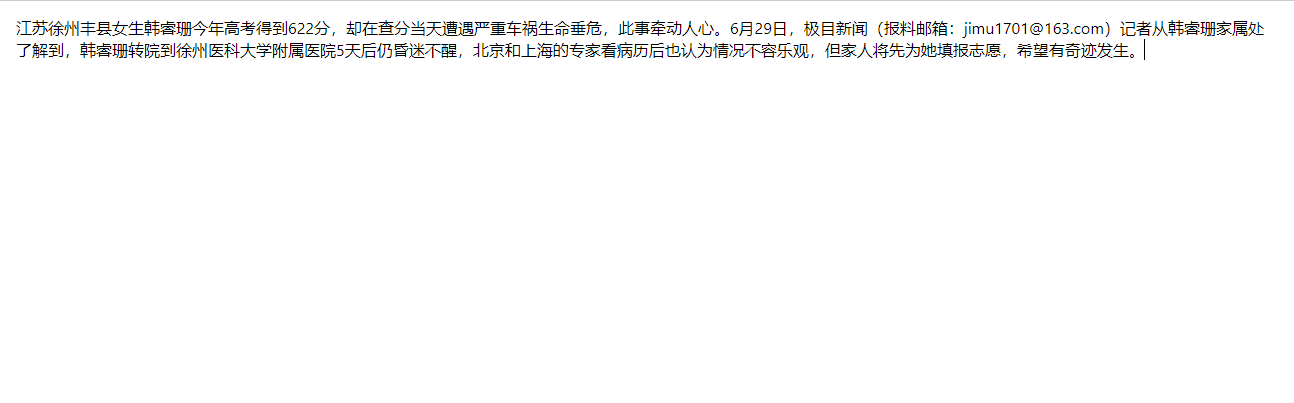 江苏徐州丰县女生韩睿珊今年高考得到622分，却在查分当天遭遇严重车祸生命垂危，此事牵动人心。6月29日，极目新闻（报料邮箱：jimu1701@163.com）记者从韩睿珊家属处
了解到，韩睿珊转院到徐州医科大学附属医院5天后仍昏迷不醒，北京和上海的专家看病历后也认为情况不容乐观，但家人将先为她填报志愿，希望有奇迹发生。